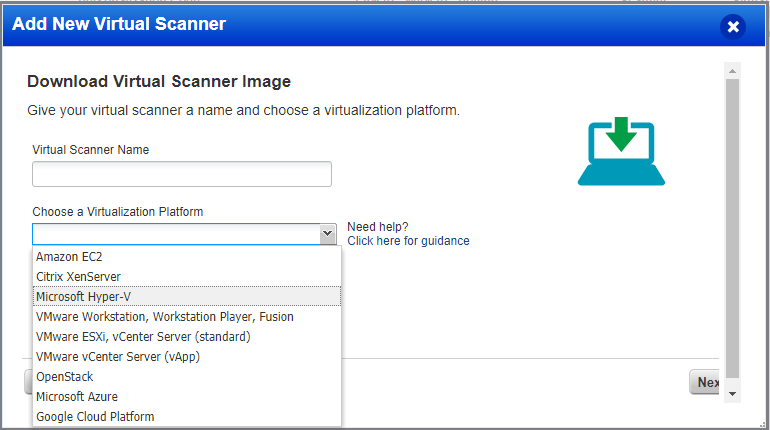 Add New Virtual Scanner
Download Virtual Scanner Image
Give your virtual scanner a name and choose a virtualization platform.
Virtual Scanner Name
Choose a Virtualization Platform
Need help?
Click here for guidance
Amazon EC2
Citrix XenServer
Microsoft Hyper-V
VMware Workstation, Workstation Player, Fusion
VMware ESXi, vCenter Server (standard)
VMware vCenter Server (vApp)
OpenStack
Microsoft Azure
Google Cloud Platform
Nex